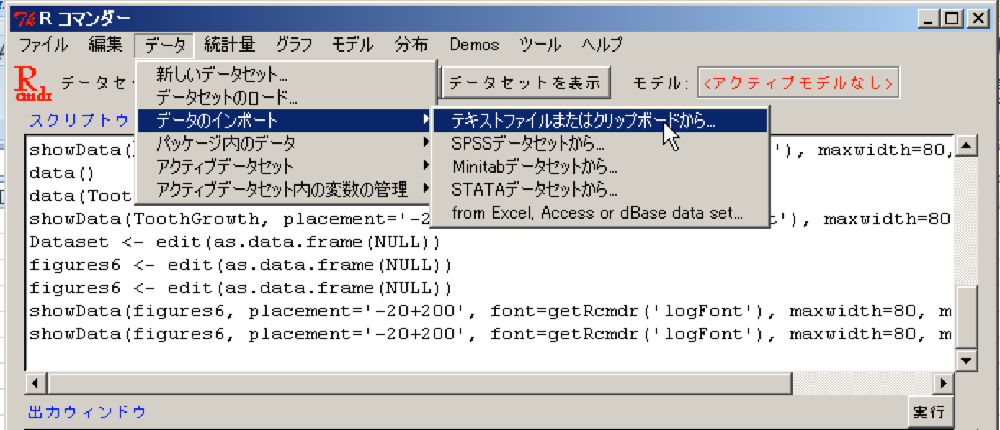 R コマンダー
ファイル 編集 データ 統計量 グラフ モデル 分布 Demos ツール ヘルプ
R cmdr データセ データセットを表示 モデル: <アクティブモデルなし>
新しいデータセット...
データセットのロード...
データのインポート
パッケージ内のデータ
アクティブデータセット
アクティブデータセット内の変数の管理
テキストファイルまたはクリップボードから...
SPSSデータセットから...
Minitabデータセットから...
STATAデータセットから...
from Excel, Access or dBase data set...
スクリプトウ
showData( '), maxwidth=80,
data()
data(Toot
showData(ToothGrowth, placement='-2 t'), maxwidth=80
Dataset <- edit(as.data.frame(NULL))
figures6 <- edit(as.data.frame(NULL))
figures6 <- edit(as.data.frame(NULL))
showData(figures6, placement='-20+200', font=getRcmdr('logFont'), maxwidth=80, m
showData(figures6, placement='-20+200', font=getRcmdr('logFont'), maxwidth=80, m
出力ウィンドウ 実行